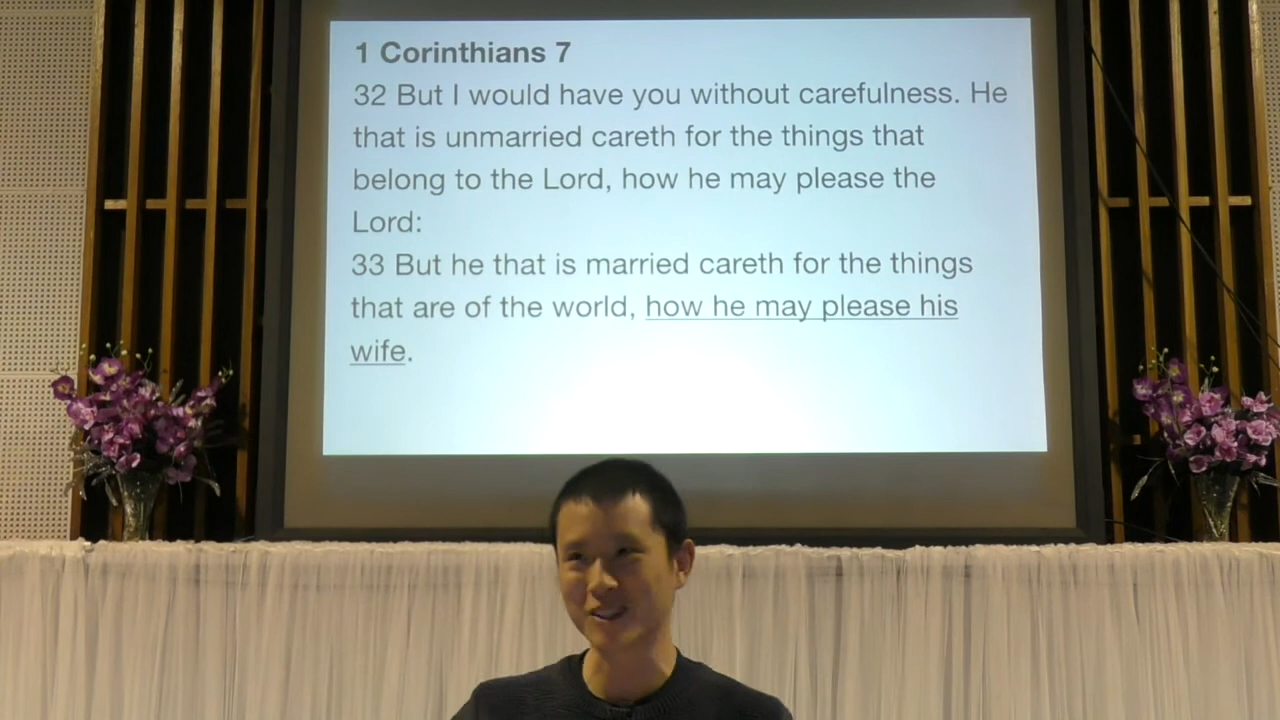 1 Corinthians 7
32 But I would have you without carefulness. He
that is unmarried careth for the things that
belong to the Lord, how he may please the
Lord:
33 But he that is married careth for the things
that are of the world, how he may please his
wife.